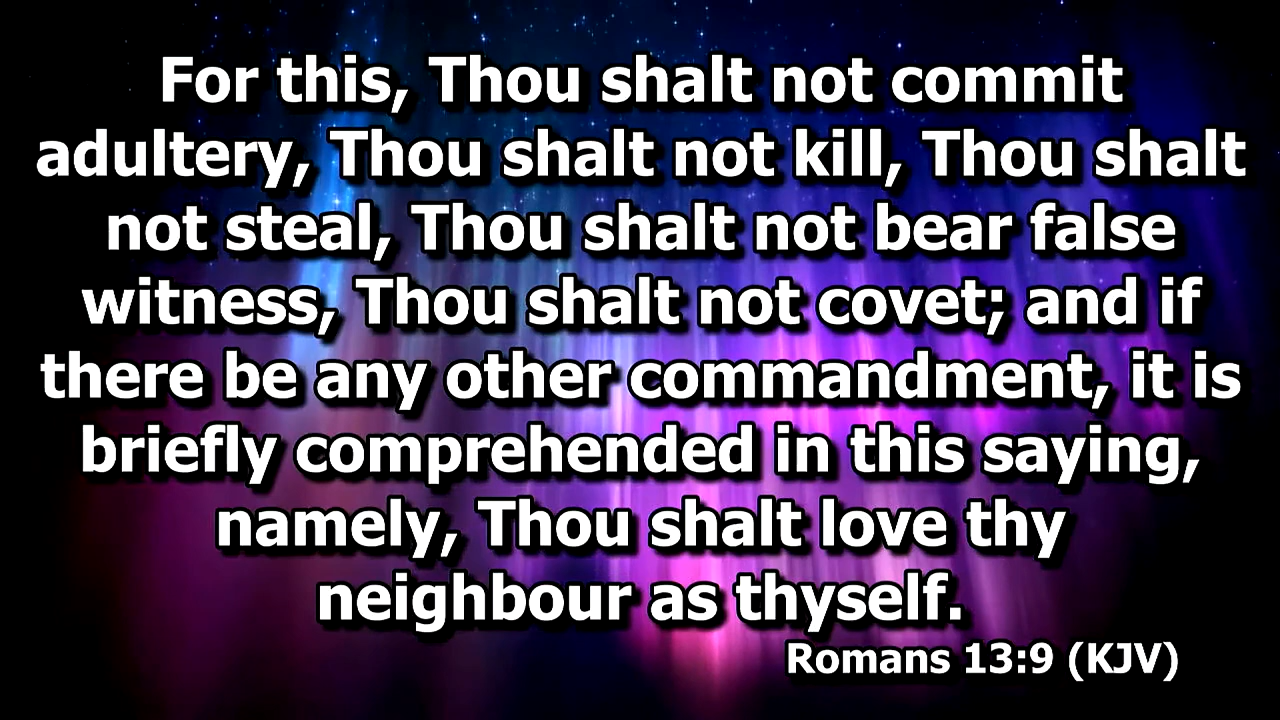 For this, Thou shalt not commit
adultery, Thou shalt not kill, Thou shalt
not steal, Thou shalt not bear false
witness, Thou shalt not covet; and if
there be any other commandment, it is
briefly comprehended in this saying,
namely, Thou shalt love thy
neighbour as thyself.
Romans 13:9 (KJV)